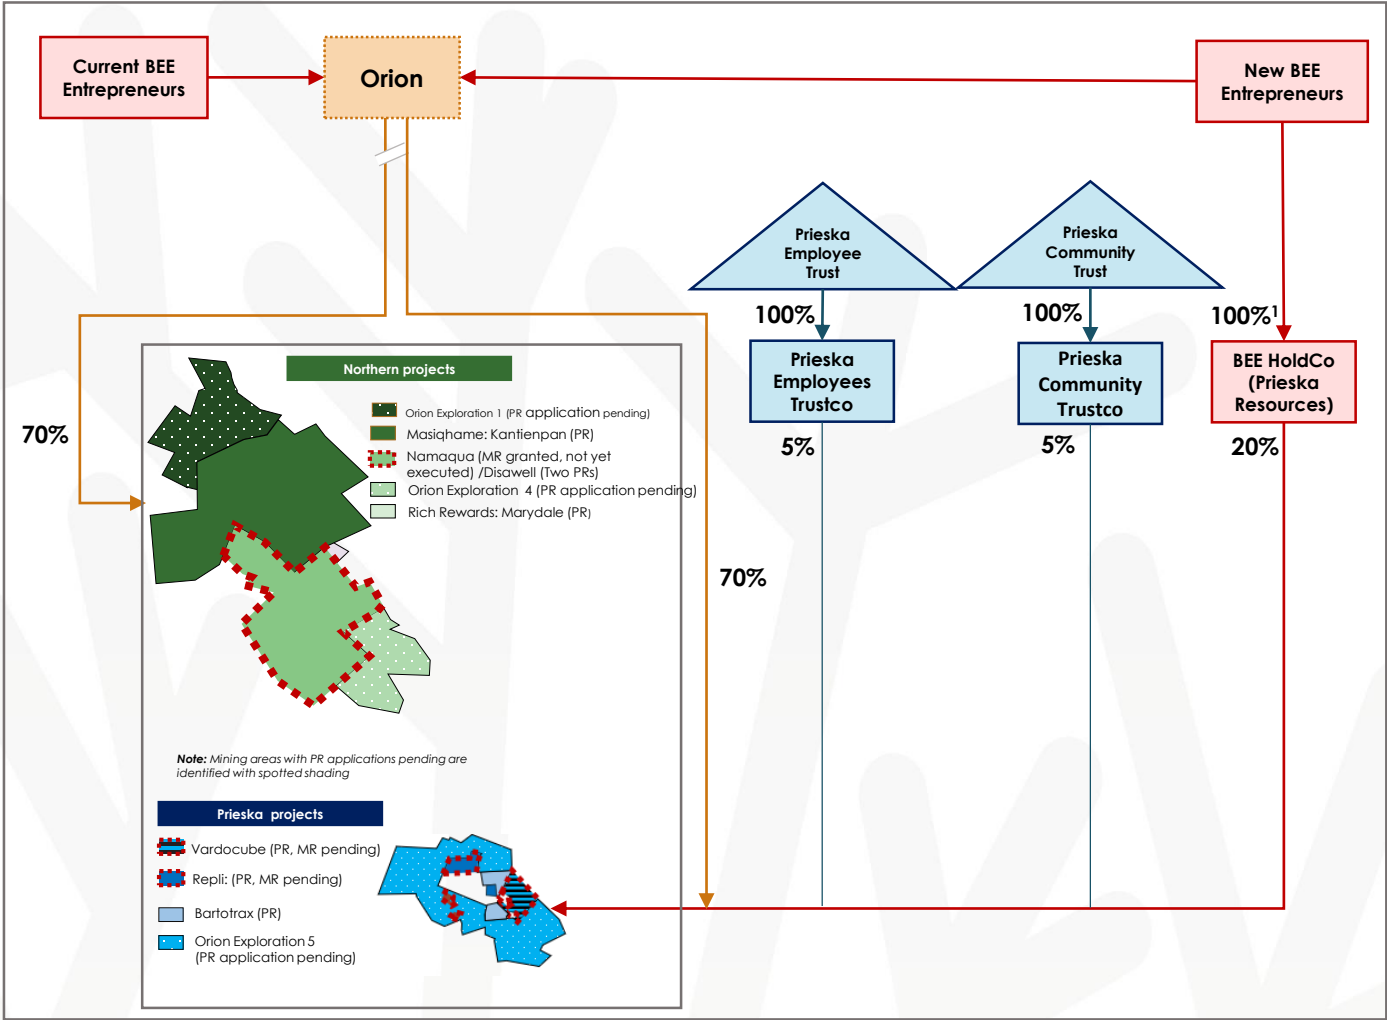 Current BEE
Entrepreneurs
Orion
New BEE
Entrepreneurs
Prieska
Employee
Trust
Prieska
Community
Trust
100%
100%
100%¹
Prieska
Employees
Trustco
Prieska
Community
Trustco
BEE HoldCo
(Prieska
Resources)
5%
5%
20%
70%
70%
Northern projects
Orion Exploration 1 (PR application pending)
Masiqhame: Kantienpan (PR)
Namaqua (MR granted, not yet
executed) /Disawell (Two PRs)
Orion Exploration 4 (PR application pending)
Rich Rewards: Marydale (PR)
Note: Mining areas with PR applications pending are
identified with spotted shading
Prieska projects
Vardocube (PR, MR pending)
Repli: (PR, MR pending)
Bartotrax (PR)
Orion Exploration 5
(PR application pending)